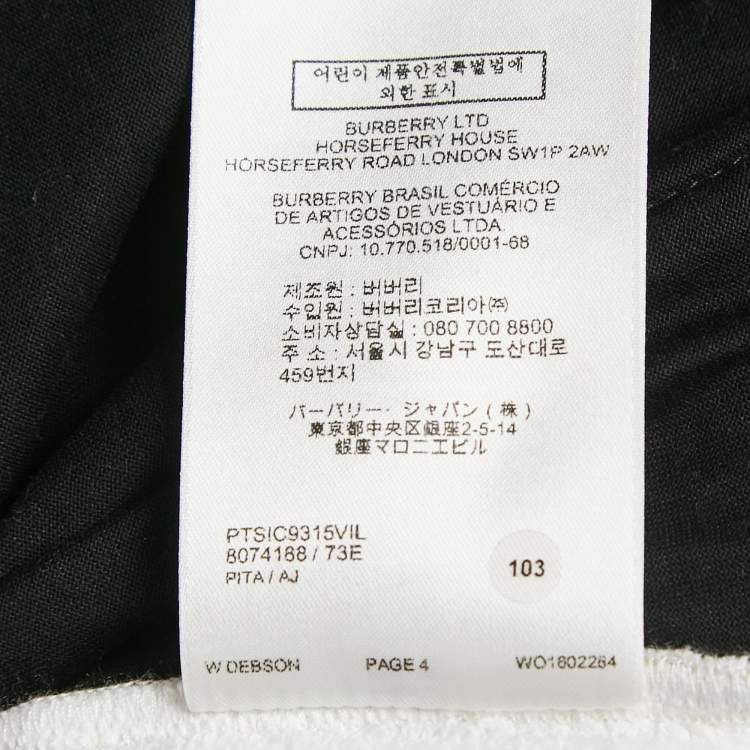 어린이 제품안전특별법에
의한 표시
BURBERRY LTD
HORSEFERRY HOUSE
HORSEFERRY ROAD LONDON SW1P 2AW
BURBERRY BRASIL COMÉRCIO
DE ARTIGOS DE VESTUÁRIO E
ACESSÓRIOS LTDA.
CNPJ: 10.770.518/0001-68
제조원 : 버버리
수입원 : 버버리코리아㈜
소비자상담실 : 080 700 8800
주 소 : 서울시 강남구 도산대로
459번지
バーバリー・ジャパン ( 株 )
東京都中央区銀座2-5-14
銀座マロニエビル
PTSIC9315VIL
8074188 / 73E
PITA / AJ
103
W DEBSON PAGE 4 WO1802284